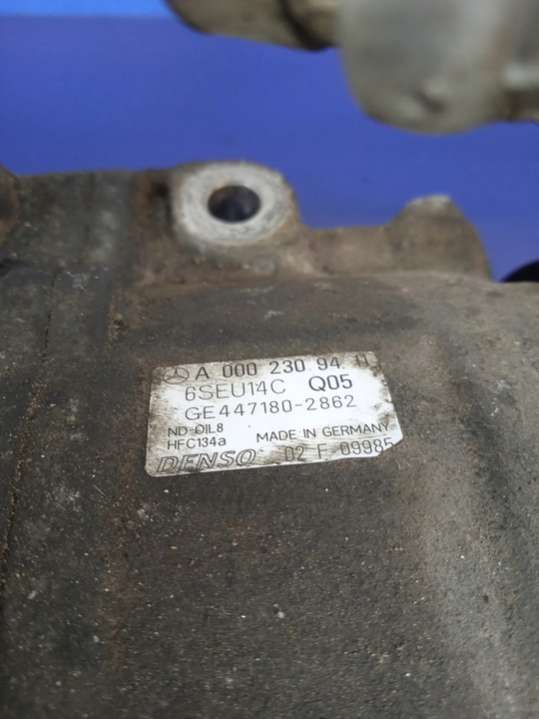 A 000 230 94 11
6SEU14C Q05
GE447180-2862
ND-OIL8
HFC134a MADE IN GERMANY
DENSO 02 F 09985